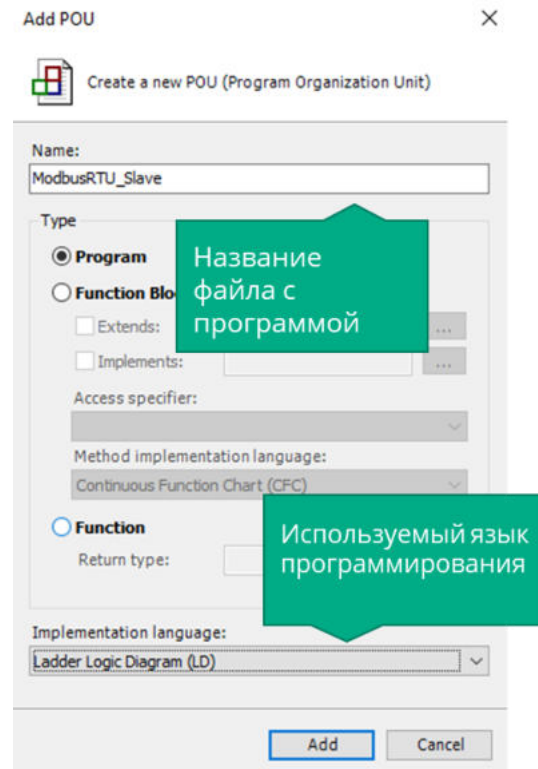 Add POU
Create a new POU (Program Organization Unit)
Name:
ModbusRTU_Slave
Type
Program
Function Blo
Название
файла с
программой
Extends:
...
Implements:
...
Access specifier:
Method implementation language:
Continuous Function Chart (CFC)
Function
Return type:
Используемый язык
программирования
Implementation language:
Ladder Logic Diagram (LD)
Add
Cancel